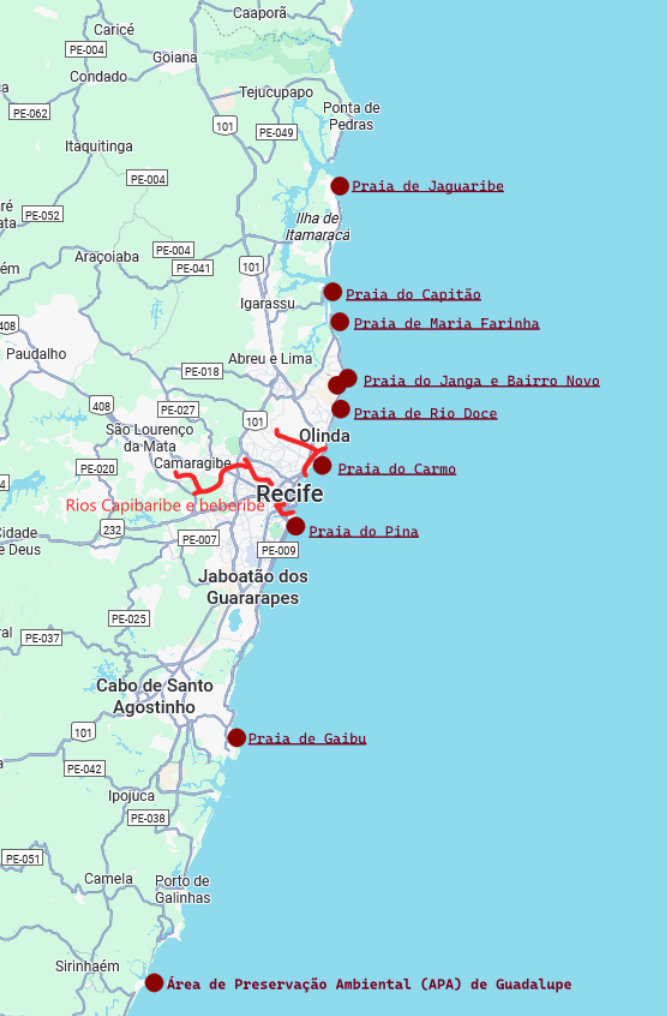 Caaporã
Caricé
PE-004
Goiana
Condado
Tejucupapo
PE-062
Ponta de
Pedras
101
PE-049
Itaquitinga
PE-004
Praia de Jaguaribe
ré
ata
PE-052
Ilha de
Itamaracá
Araçoiaba
PE-004
ém
PE-041
101
Praia do Capitão
Igarassu
408
Praia de Maria Farinha
Paudalho
Abreu e Lima
PE-018
Praia do Janga e Bairro Novo
408
PE-027
Praia de Rio Doce
101
São Lourenço
da Mata
Olinda
Camaragibe
PE-020
Praia do Carmo
4
Recife
Rios Capibaribe e beberibe
232
Praia do Pina
Cidade
e Deus
PE-007
PE-009
Jaboatão dos
Guararapes
PE-025
ral
PE-037
Cabo de Santo
Agostinho
101
Praia de Gaibu
a
PE-042
Ipojuca
PE-038
PE-051
Camela
Porto de
Galinhas
Sirinhaém
Área de Preservação Ambiental (APA) de Guadalupe